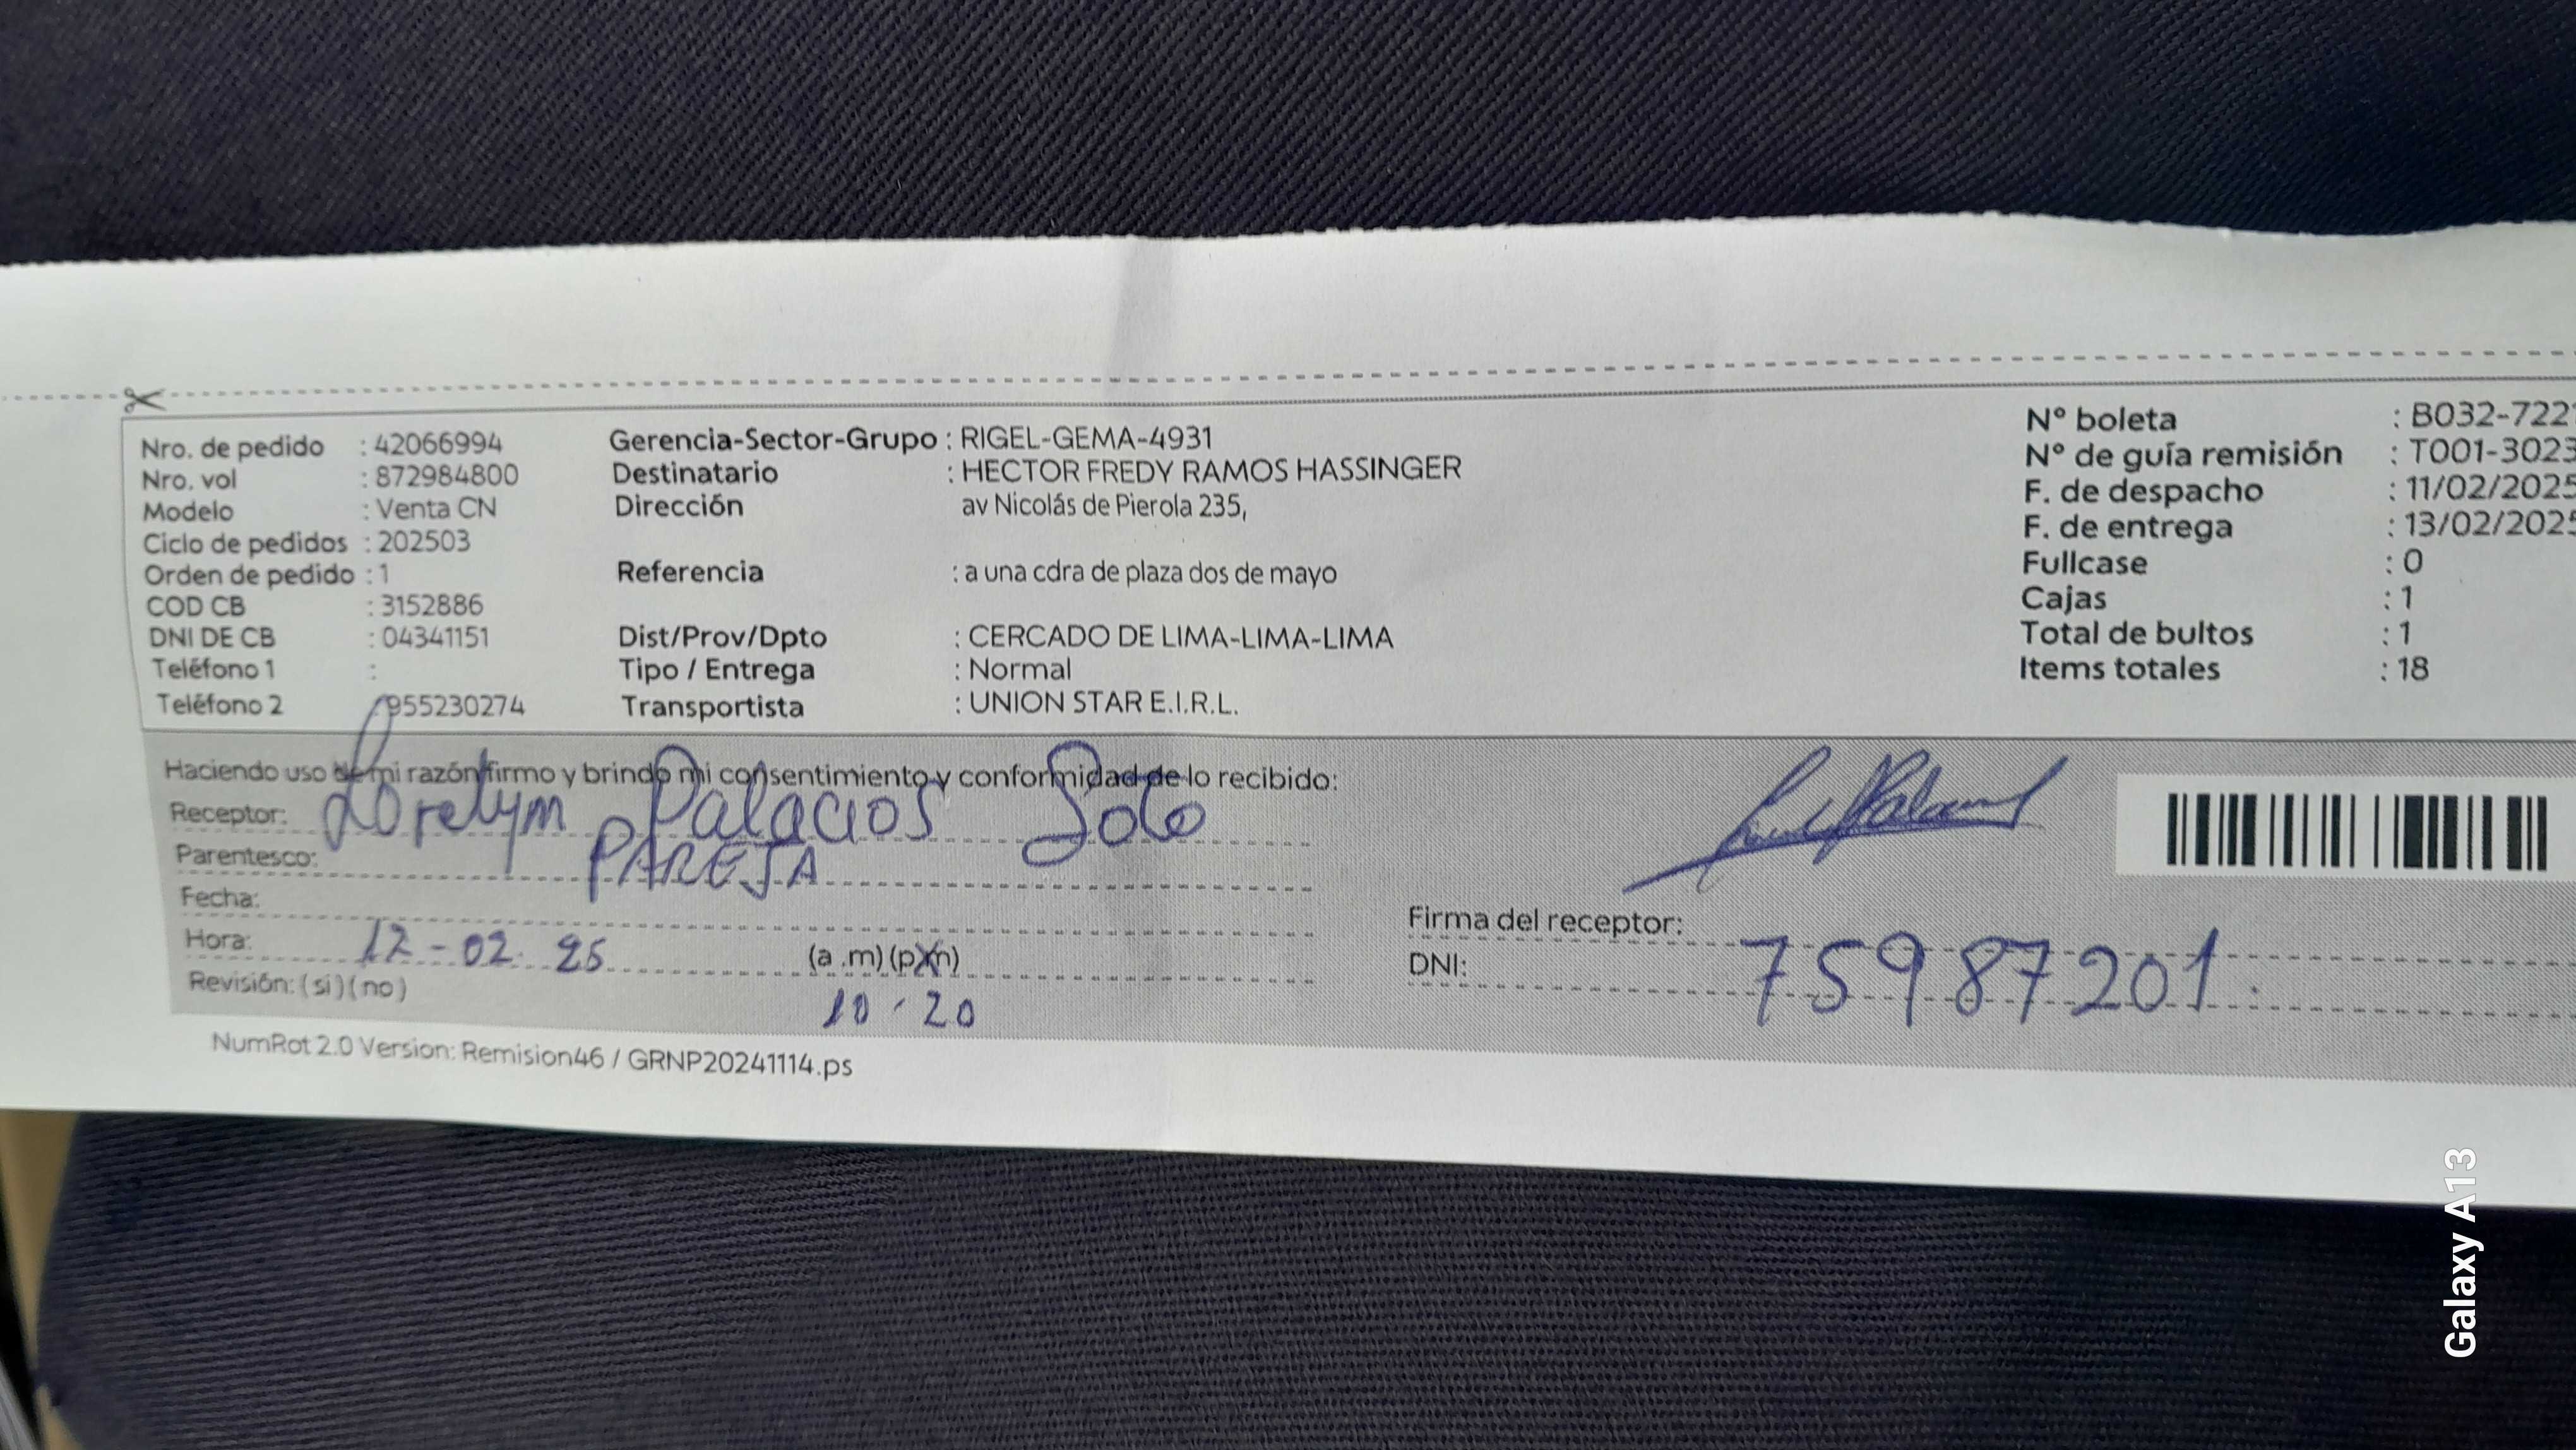 Nro. de pedido : 42066994
Nro. vol : 872984800
Modelo : Venta CN
Ciclo de pedidos : 202503
Orden de pedido : 1
COD CB : 3152886
DNI DE CB : 04341151
Teléfono 1 :
Teléfono 2 955230274
Gerencia-Sector-Grupo : RIGEL-GEMA-4931
Destinatario : HECTOR FREDY RAMOS HASSINGER
Dirección av Nicolás de Pierola 235,
Referencia : a una cdra de plaza dos de mayo
Dist/Prov/Dpto : CERCADO DE LIMA-LIMA-LIMA
Tipo / Entrega : Normal
Transportista : UNION STAR E.I.R.L.
N° boleta : B032-722
N° de guía remisión : T001-3023
F. de despacho : 11/02/2025
F. de entrega : 13/02/2025
Fullcase : 0
Cajas : 1
Total de bultos : 1
Items totales : 18
Haciendo uso de mi razón firmo y brindo mi consentimiento y conformidad de lo recibido:
Receptor: Lorelym Palacios Soto
Parentesco: PAREJA
Fecha:
Hora: 12-02 25 (a .m) (p.m)
Revisión: (si) (no) 10 20
Firma del receptor:
DNI: 75987201
NumRot 2.0 Version: Remision46 / GRNP20241114.ps
Galaxy A13